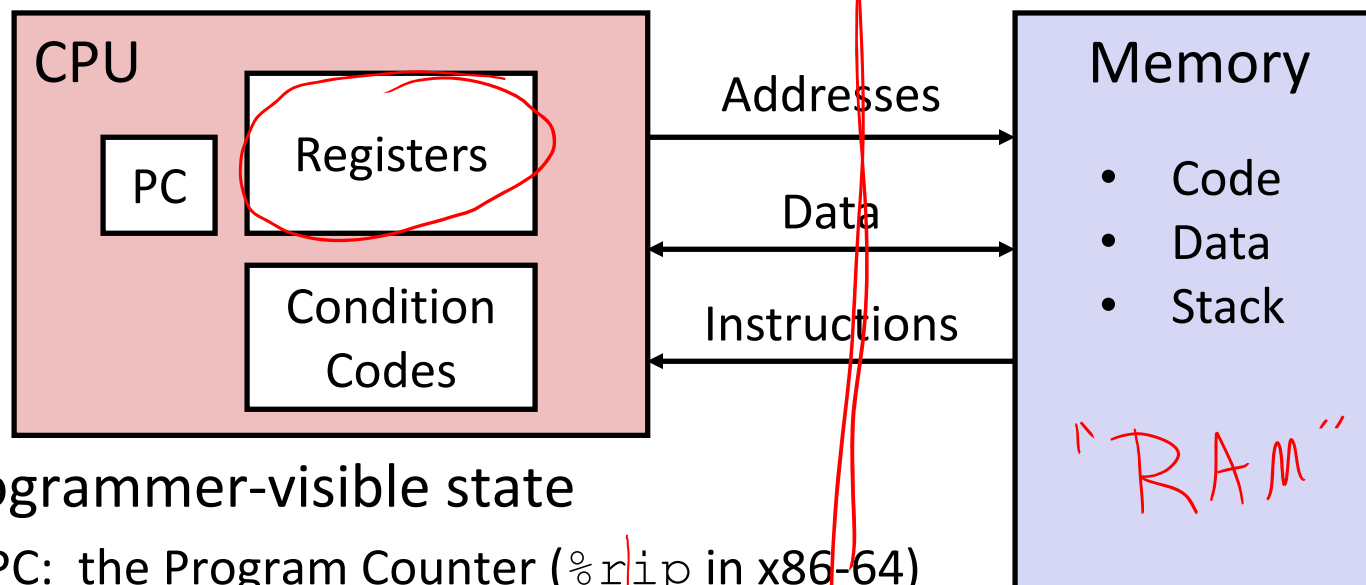 CPU
PC
Registers
Condition
Codes
Addresses
Data
Instructions
Memory
• Code
• Data
• Stack
"RAM"
ogrammer-visible state
PC: the Program Counter (%rip in x86-64)